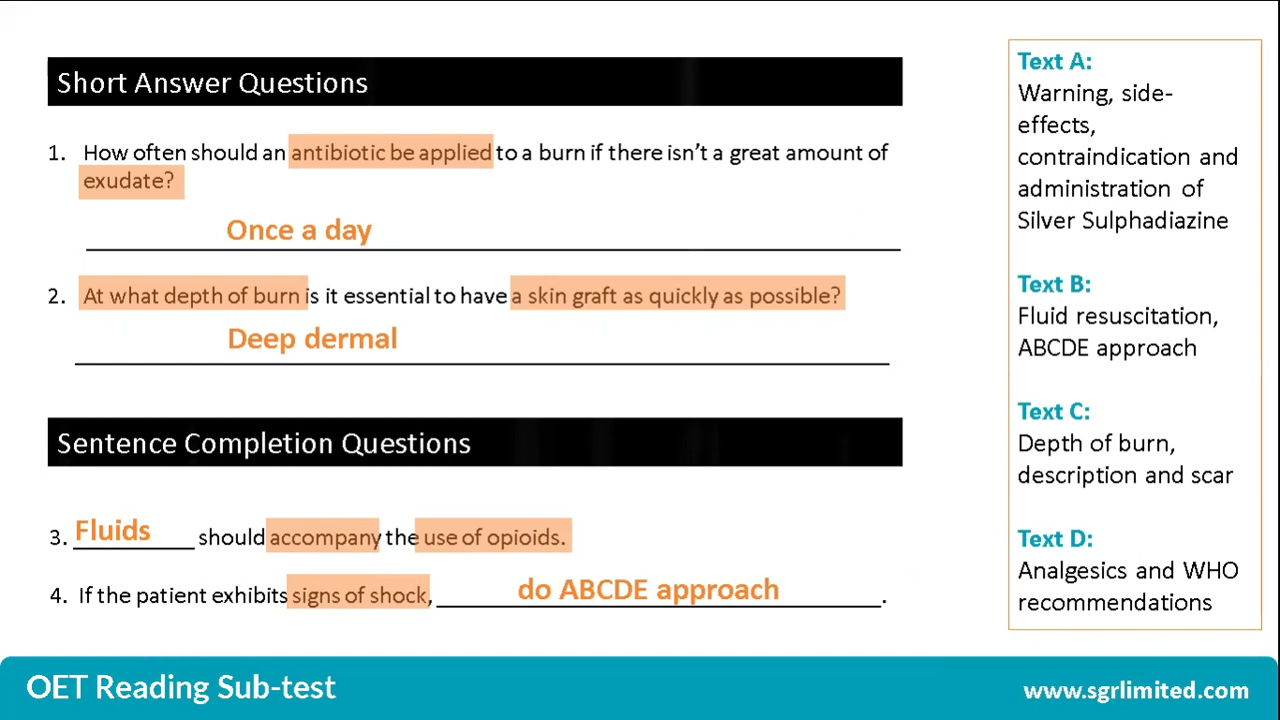 Short Answer Questions
1. How often should an antibiotic be applied to a burn if there isn't a great amount of
exudate?
Once a day
2. At what depth of burn is it essential to have a skin graft as quickly as possible?
Deep dermal
Sentence Completion Questions
3. Fluids should accompany the use of opioids.
4. If the patient exhibits signs of shock, do ABCDE approach.
Text A:
Warning, side-
effects,
contraindication and
administration of
Silver Sulphadiazine
Text B:
Fluid resuscitation,
ABCDE approach
Text C:
Depth of burn,
description and scar
Text D:
Analgesics and WHO
recommendations
OET Reading Sub-test
www.sgrlimited.com